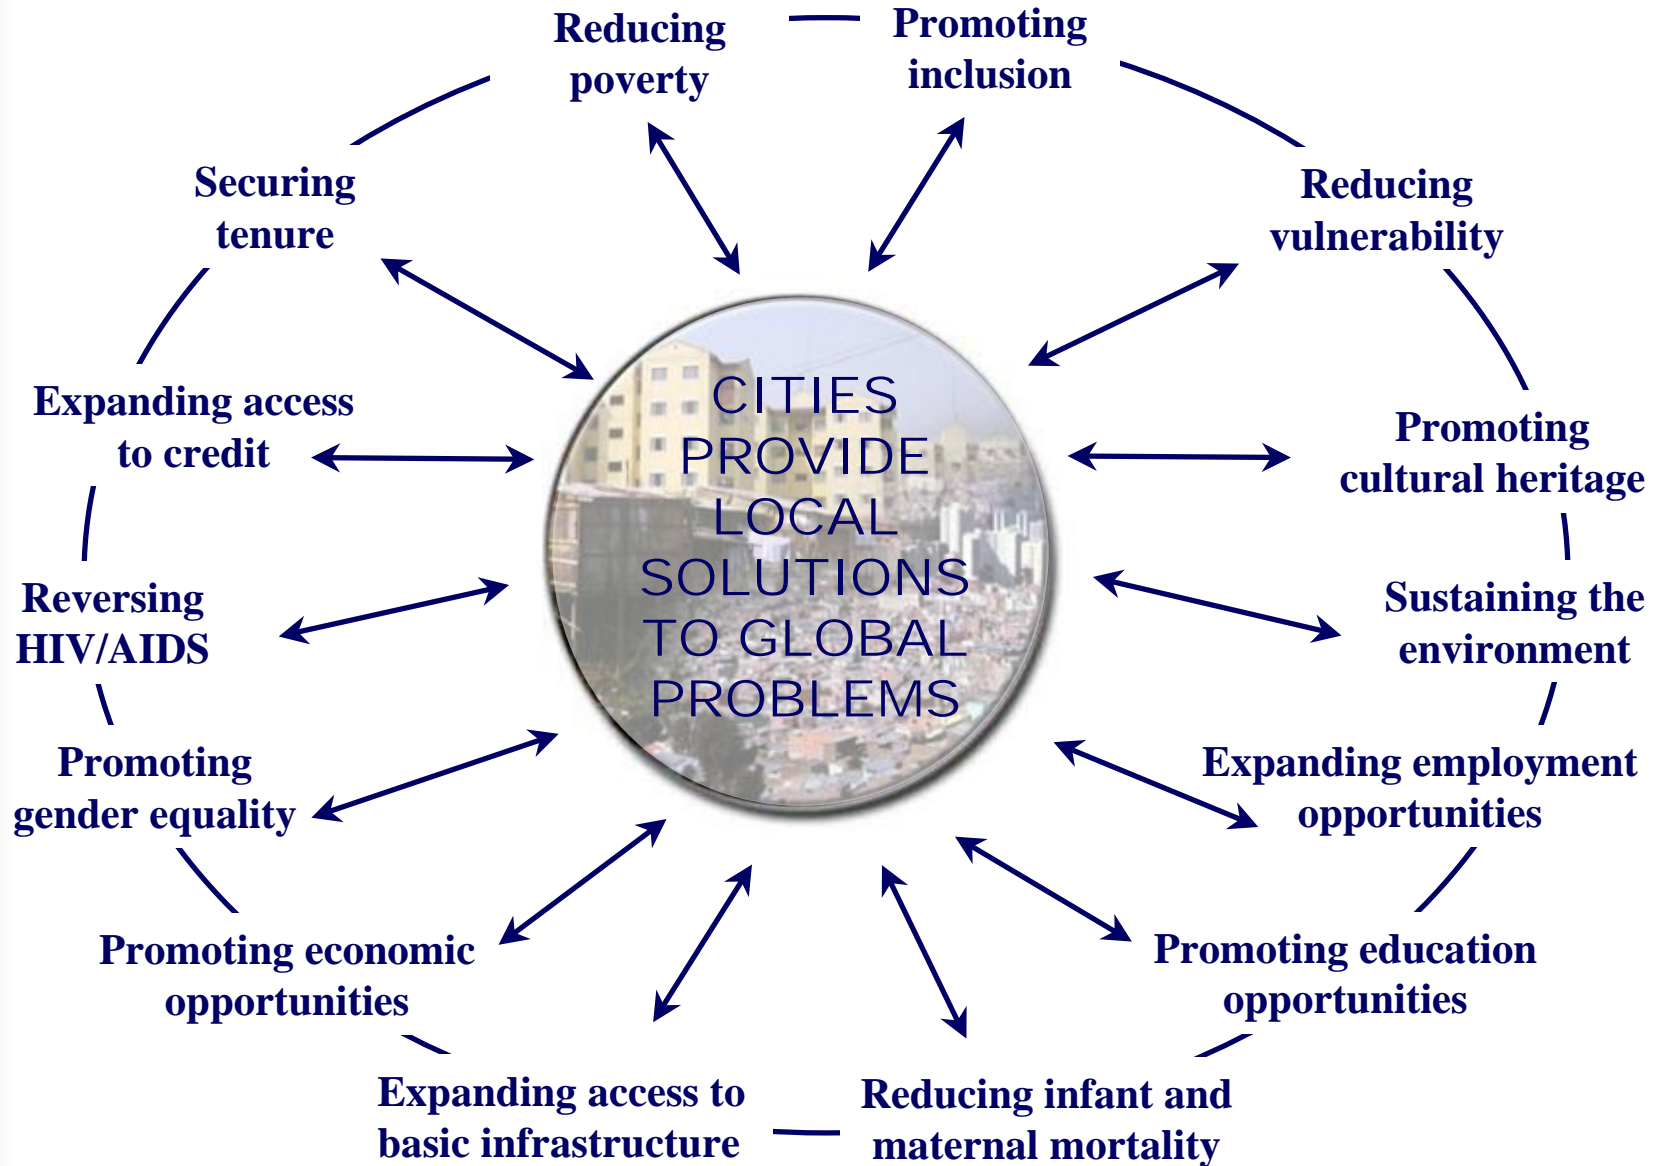 Reducing
poverty
Promoting
inclusion
Reducing
vulnerability
Promoting
cultural heritage
Sustaining the
environment
Expanding employment
opportunities
Promoting education
opportunities
Reducing infant and
maternal mortality
Expanding access to
basic infrastructure
Promoting economic
opportunities
Promoting
gender equality
Reversing
HIV/AIDS
Expanding access
to credit
Securing
tenure
CITIES
PROVIDE
LOCAL
SOLUTIONS
TO GLOBAL
PROBLEMS